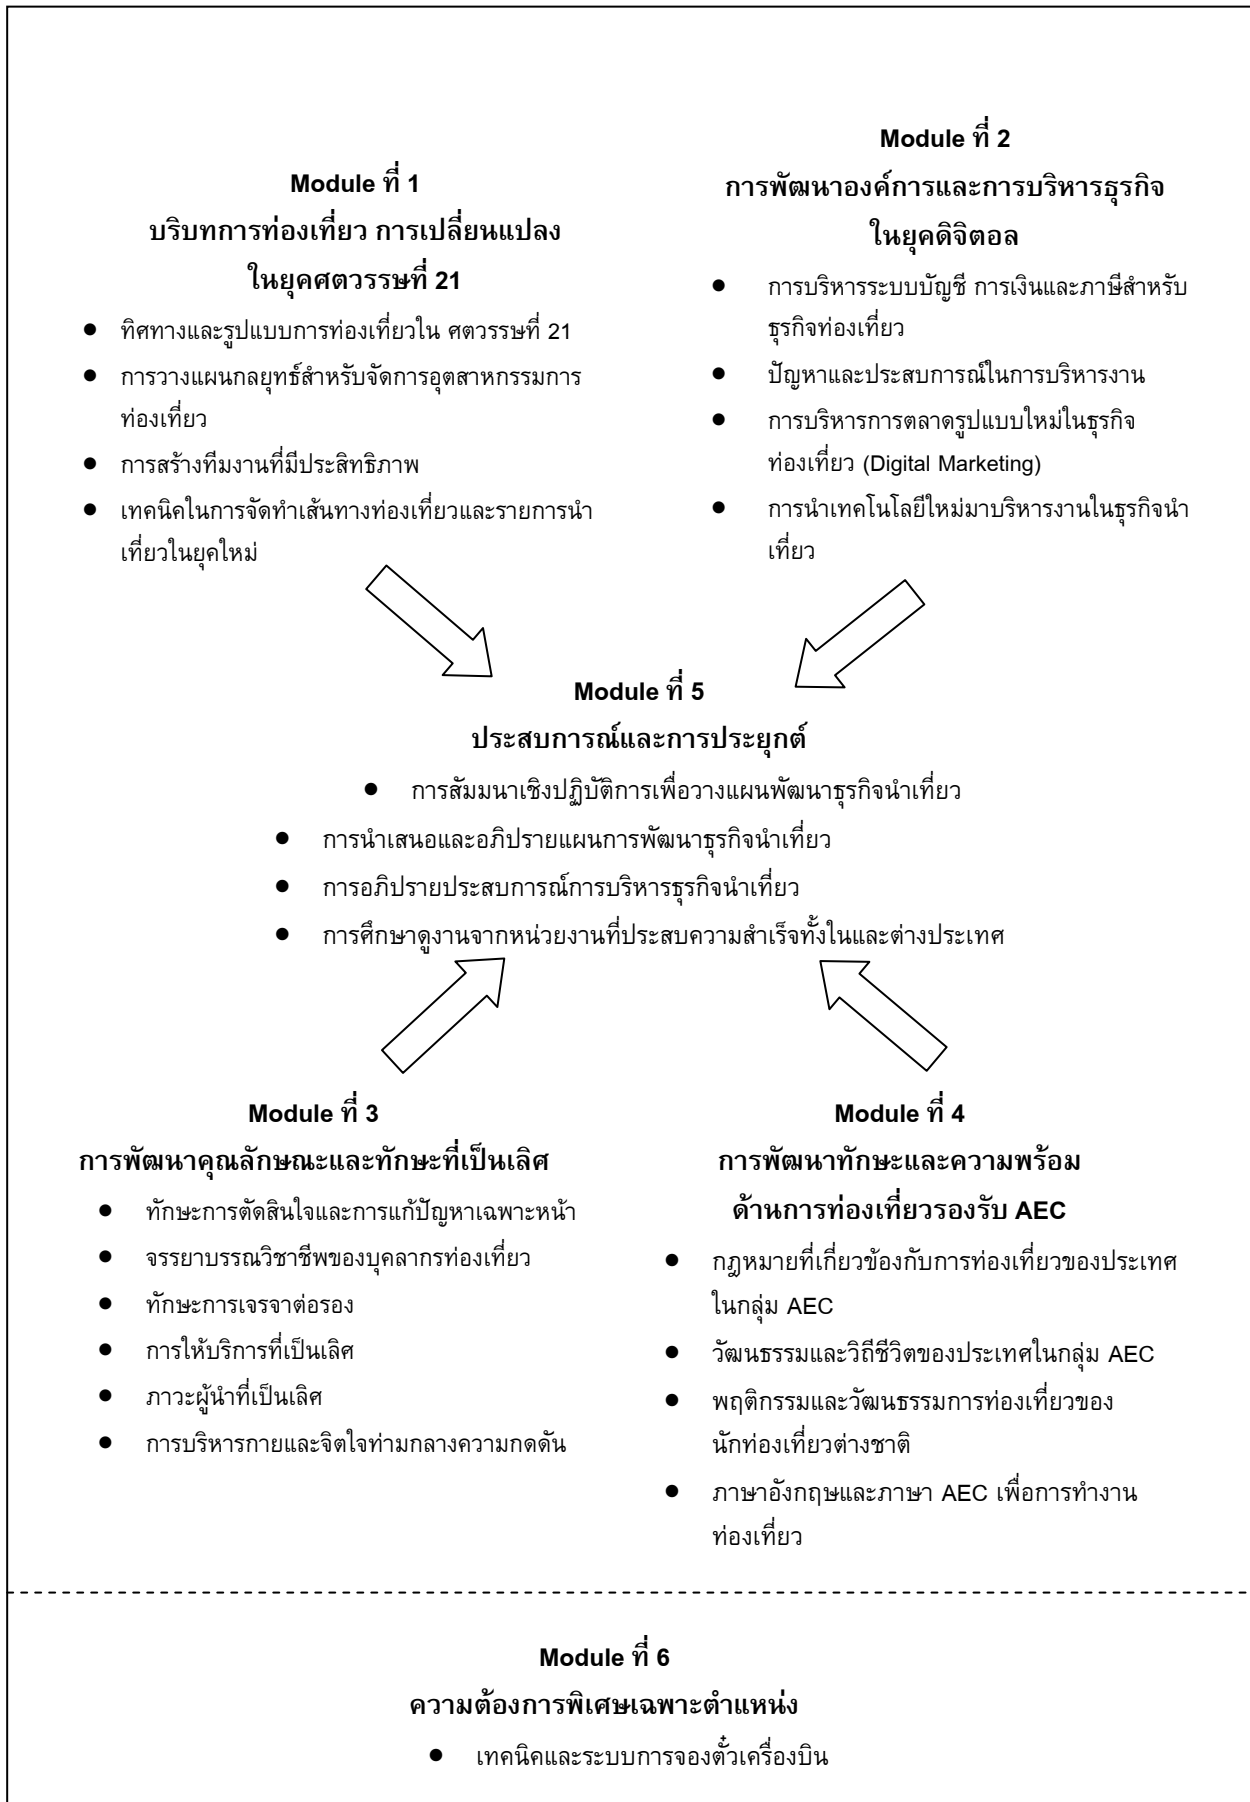 Module ที่ 1
บริบทการท่องเที่ยว การเปลี่ยนแปลง
ในยุคศตวรรษที่ 21
● ทิศทางและรูปแบบการท่องเที่ยวใน ศตวรรษที่ 21
● การวางแผนกลยุทธ์สำหรับจัดการอุตสาหกรรมการ
ท่องเที่ยว
● การสร้างทีมงานที่มีประสิทธิภาพ
● เทคนิคในการจัดทำเส้นทางท่องเที่ยวและรายการนำ
เที่ยวในยุคใหม่
Module ที่ 2
การพัฒนาองค์การและการบริหารธุรกิจ
ในยุคดิจิตอล
● การบริหารระบบบัญชี การเงินและภาษีสำหรับ
ธุรกิจท่องเที่ยว
● ปัญหาและประสบการณ์ในการบริหารงาน
● การบริหารการตลาดรูปแบบใหม่ในธุรกิจ
ท่องเที่ยว (Digital Marketing)
● การนำเทคโนโลยีใหม่มาบริหารงานในธุรกิจนำ
เที่ยว
Module ที่ 5
ประสบการณ์และการประยุกต์
● การสัมมนาเชิงปฏิบัติการเพื่อวางแผนพัฒนาธุรกิจนำเที่ยว
● การนำเสนอและอภิปรายแผนการพัฒนาธุรกิจนำเที่ยว
● การอภิปรายประสบการณ์การบริหารธุรกิจนำเที่ยว
● การศึกษาดูงานจากหน่วยงานที่ประสบความสำเร็จทั้งในและต่างประเทศ
Module ที่ 3
การพัฒนาคุณลักษณะและทักษะที่เป็นเลิศ
● ทักษะการตัดสินใจและการแก้ปัญหาเฉพาะหน้า
● จรรยาบรรณวิชาชีพของบุคลากรท่องเที่ยว
● ทักษะการเจรจาต่อรอง
● การให้บริการที่เป็นเลิศ
● ภาวะผู้นำที่เป็นเลิศ
● การบริหารกายและจิตใจท่ามกลางความกดดัน
Module ที่ 4
การพัฒนาทักษะและความพร้อม
ด้านการท่องเที่ยวรองรับ AEC
● กฎหมายที่เกี่ยวข้องกับการท่องเที่ยวของประเทศ
ในกลุ่ม AEC
● วัฒนธรรมและวิถีชีวิตของประเทศในกลุ่ม AEC
● พฤติกรรมและวัฒนธรรมการท่องเที่ยวของ
นักท่องเที่ยวต่างชาติ
● ภาษาอังกฤษและภาษา AEC เพื่อการทำงาน
ท่องเที่ยว
Module ที่ 6
ความต้องการพิเศษเฉพาะตำแหน่ง
● เทคนิคและระบบการจองตั๋วเครื่องบิน